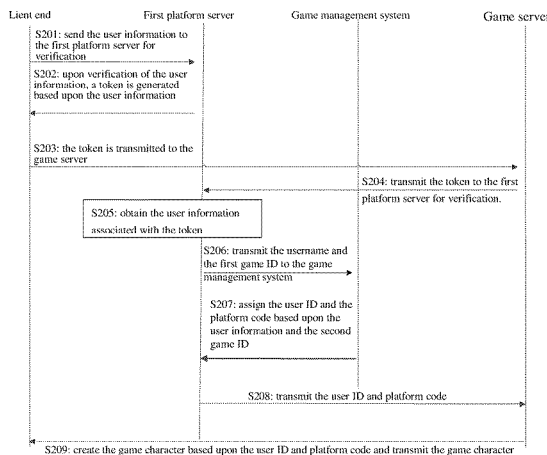 Lient end First platform server Game management system Game server
S201: send the user information to
the first platform server for
verification
S202: upon verification of the user
information, a token is generated
based upon the user information
S203: the token is transmitted to the
game server
S204: transmit the token to the first
platform server for verification.
S205: obtain the user information
associated with the token
S206: transmit the username and
the first game ID to the game
management system
S207: assign the user ID and the
platform code based upon the
user information and the second
game ID
S208: transmit the user ID and platform code
S209: create the game character based upon the user ID and platform code and transmit the game character